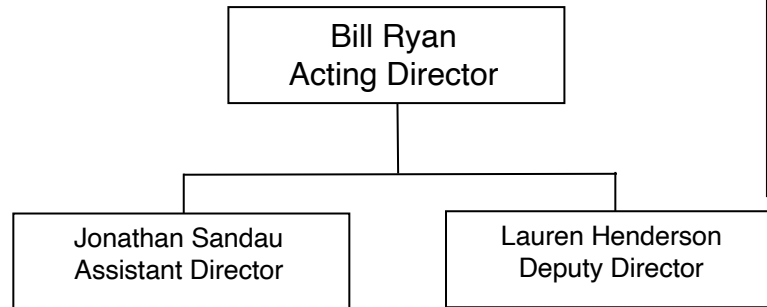 Bill Ryan
Acting Director
Jonathan Sandau
Assistant Director
Lauren Henderson
Deputy Director